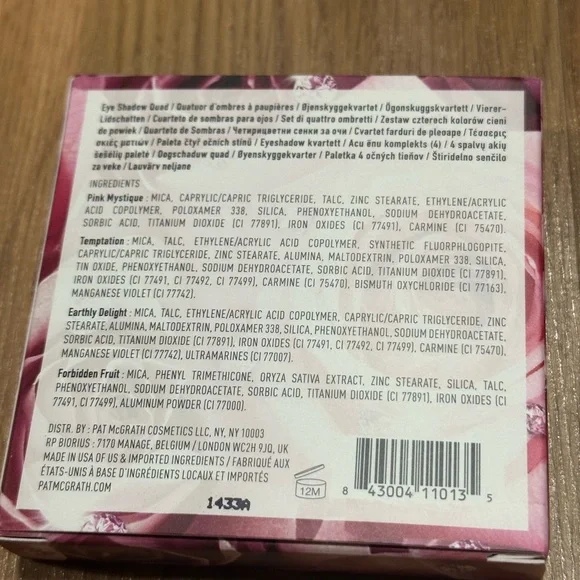 Eye Shadow Quad / Quatuor d'ombres à paupières / Øjenskyggekvartet / Ögonskuggskvartett / Vierer-
Lidschatten / Cuarteto de sombras para ojos / Set di quattro ombretti / Zestaw czterech kolorów cieni
de powiek / Quarteto de Sombras / Четирицветни сенки за очи / Cvartet farduri de pleoape / Τέσσερις
σκιές ματιών / Paleta čtyř očních stínů / Eyeshadow kvartett / Acu ēnu komplekts (4) / 4 spalvų akių
šešėlių paletė / Oogschaduw quad / Øyenskyggekvarter / Paletka 4 očných tieňov / Štiridelno senčilo
za veke / Lauvärv neljane
INGREDIENTS
Pink Mystique : MICA, CAPRYLIC/CAPRIC TRIGLYCERIDE, TALC, ZINC STEARATE, ETHYLENE/ACRYLIC
ACID COPOLYMER, POLOXAMER 338, SILICA, PHENOXYETHANOL, SODIUM DEHYDROACETATE,
SORBIC ACID, TITANIUM DIOXIDE (CI 77891), IRON OXIDES (CI 77491), CARMINE (CI 75470).
Temptation : MICA, TALC, ETHYLENE/ACRYLIC ACID COPOLYMER, SYNTHETIC FLUORPHLOGOPITE,
CAPRYLIC/CAPRIC TRIGLYCERIDE, ZINC STEARATE, ALUMINA, MALTODEXTRIN, POLOXAMER 338, SILICA,
TIN OXIDE, PHENOXYETHANOL, SODIUM DEHYDROACETATE, SORBIC ACID, TITANIUM DIOXIDE (CI 77891),
IRON OXIDES (CI 77491, CI 77492, CI 77499), CARMINE (CI 75470), BISMUTH OXYCHLORIDE (CI 77163),
MANGANESE VIOLET (CI 77742).
Earthly Delight : MICA, TALC, ETHYLENE/ACRYLIC ACID COPOLYMER, CAPRYLIC/CAPRIC TRIGLYCERIDE, ZINC
STEARATE, ALUMINA, MALTODEXTRIN, POLOXAMER 338, SILICA, PHENOXYETHANOL, SODIUM DEHYDROACETATE,
SORBIC ACID, TITANIUM DIOXIDE (CI 77891), IRON OXIDES (CI 77491, CI 77492, CI 77499), CARMINE (CI 75470),
MANGANESE VIOLET (CI 77742), ULTRAMARINES (CI 77007).
Forbidden Fruit : MICA, PHENYL TRIMETHICONE, ORYZA SATIVA EXTRACT, ZINC STEARATE, SILICA, TALC,
PHENOXYETHANOL, SODIUM DEHYDROACETATE, SORBIC ACID, TITANIUM DIOXIDE (CI 77891), IRON OXIDES (CI
77491, CI 77499), ALUMINUM POWDER (CI 77000).
DISTR. BY : PAT McGRATH COSMETICS LLC, NY, NY 10003
RP BIORIUS : 7170 MANAGE, BELGIUM / LONDON WC2H 9JQ, UK
MADE IN USA OF US & IMPORTED INGREDIENTS / FABRIQUÉ AUX
ÉTATS-UNIS À BASE D'INGRÉDIENTS LOCAUX ET IMPORTÉS
PATMCGRATH.COM
1433A
12M
8 43004 11013 5